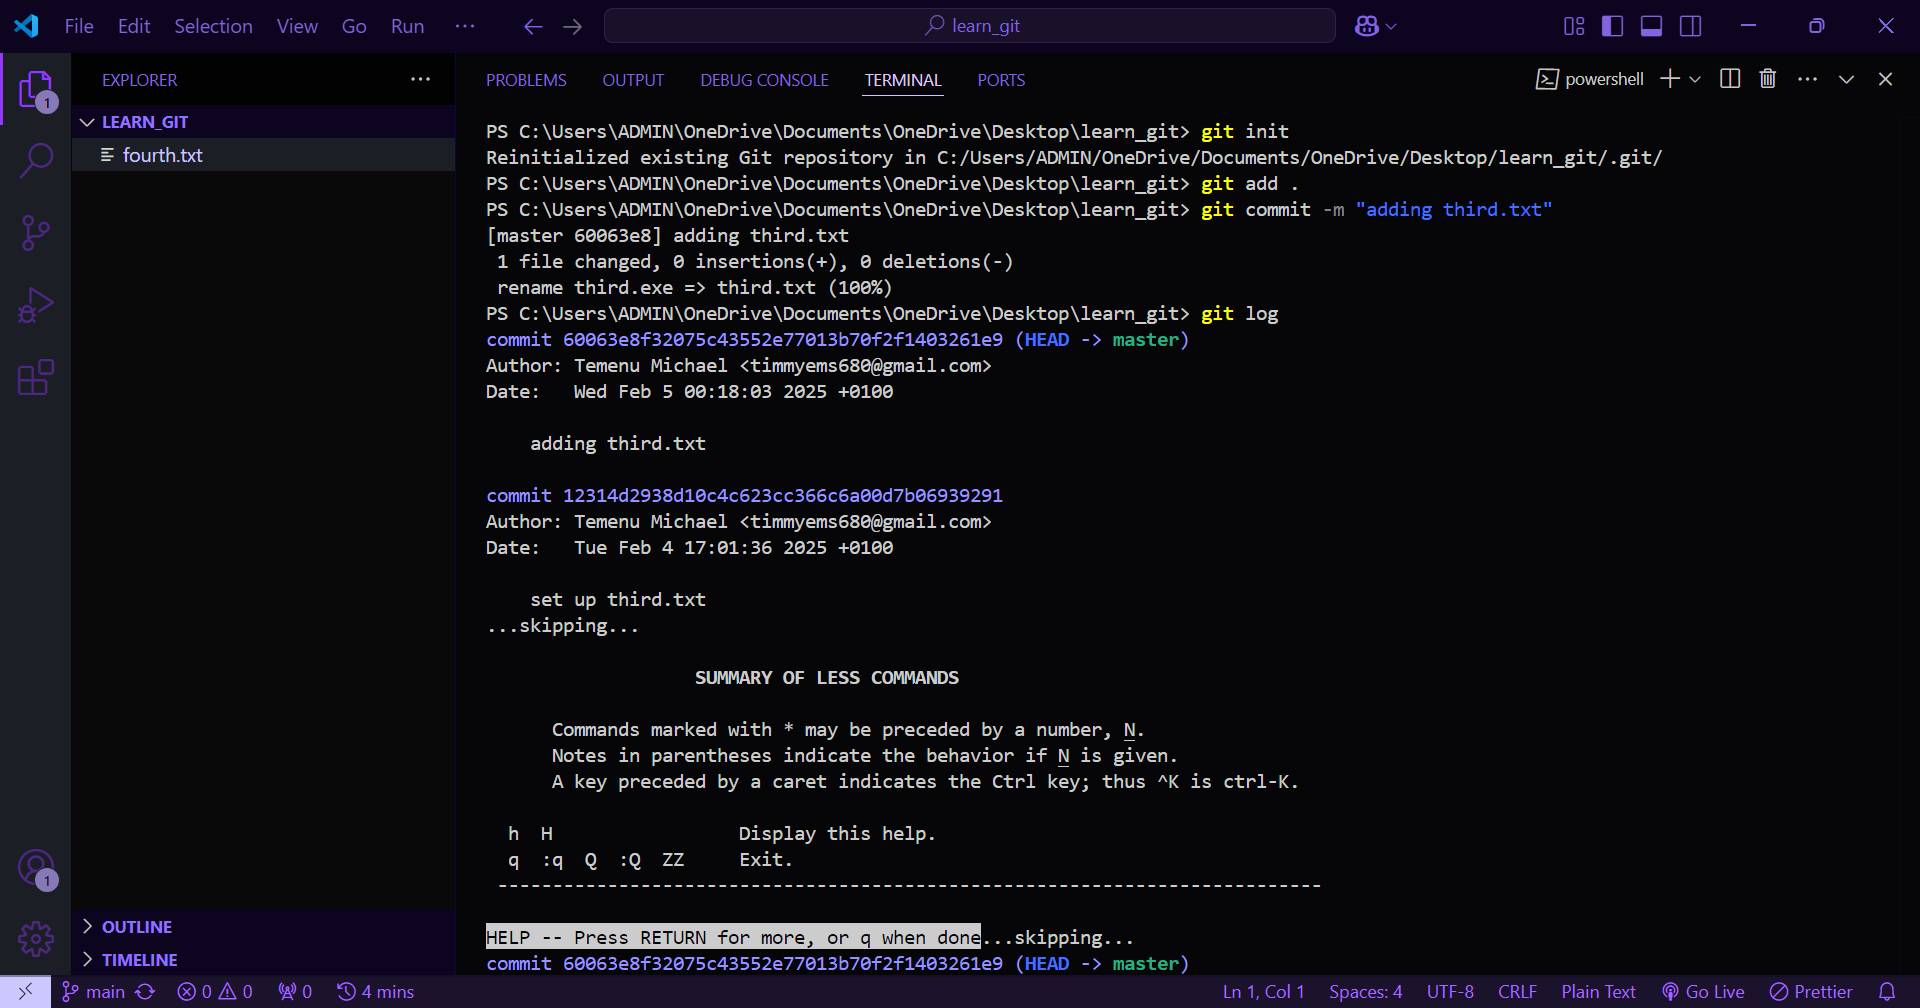 File Edit Selection View Go Run ··· learn_git
EXPLORER ···
1
LEARN_GIT
fourth.txt
1
OUTLINE
TIMELINE
PROBLEMS OUTPUT DEBUG CONSOLE TERMINAL PORTS powershell ···
PS C:\Users\ADMIN\OneDrive\Documents\OneDrive\Desktop\learn_git> git init
Reinitialized existing Git repository in C:/Users/ADMIN/OneDrive/Documents/OneDrive/Desktop/learn_git/.git/
PS C:\Users\ADMIN\OneDrive\Documents\OneDrive\Desktop\learn_git> git add .
PS C:\Users\ADMIN\OneDrive\Documents\OneDrive\Desktop\learn_git> git commit -m "adding third.txt"
[master 60063e8] adding third.txt
1 file changed, 0 insertions(+), 0 deletions(-)
rename third.exe => third.txt (100%)
PS C:\Users\ADMIN\OneDrive\Documents\OneDrive\Desktop\learn_git> git log
commit 60063e8f32075c43552e77013b70f2f1403261e9 (HEAD -> master)
Author: Temenu Michael <timmyems680@gmail.com>
Date:   Wed Feb 5 00:18:03 2025 +0100
adding third.txt
commit 12314d2938d10c4c623cc366c6a00d7b06939291
Author: Temenu Michael <timmyems680@gmail.com>
Date:   Tue Feb 4 17:01:36 2025 +0100
set up third.txt
...skipping...
SUMMARY OF LESS COMMANDS
Commands marked with * may be preceded by a number, N.
Notes in parentheses indicate the behavior if N is given.
A key preceded by a caret indicates the Ctrl key; thus ^K is ctrl-K.
h  H                 Display this help.
q  :q  Q  :Q  ZZ     Exit.
---------------------------------------------------------------------------
HELP -- Press RETURN for more, or q when done...skipping...
commit 60063e8f32075c43552e77013b70f2f1403261e9 (HEAD -> master)
main 0 0 0 4 mins Ln 1, Col 1 Spaces: 4 UTF-8 CRLF Plain Text Go Live Prettier